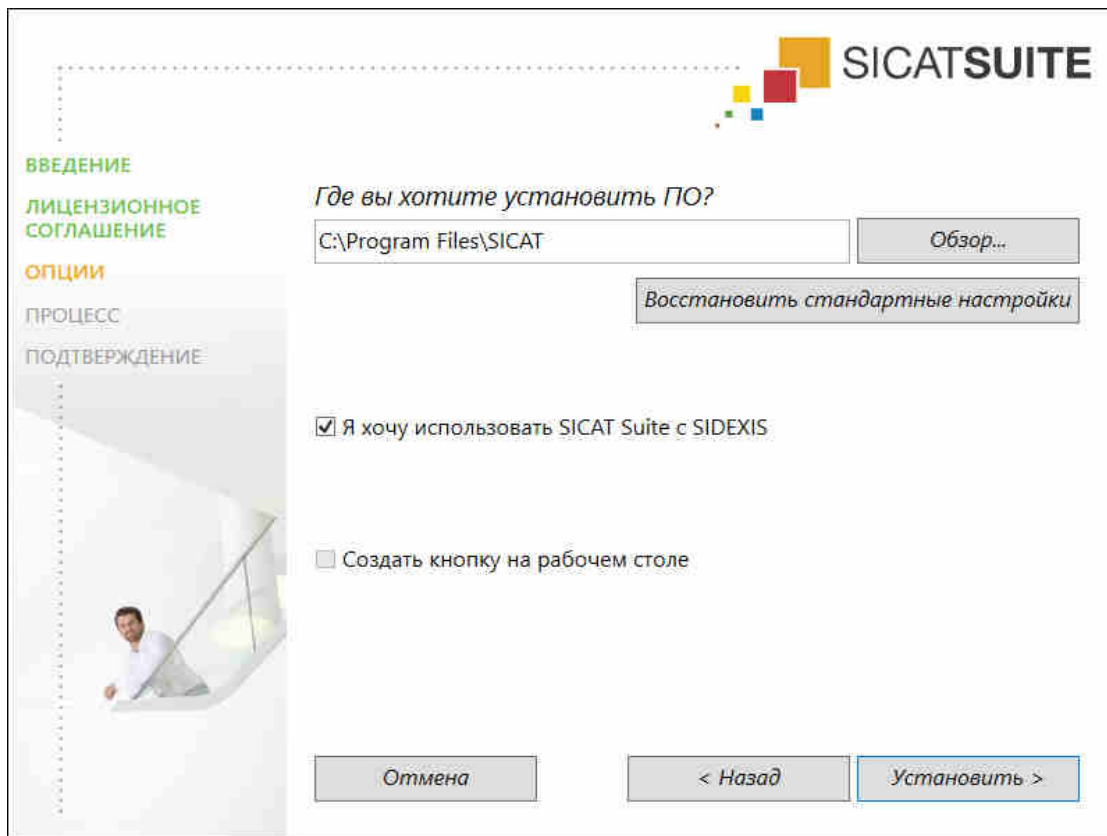 SICATSUITE
ВВЕДЕНИЕ
ЛИЦЕНЗИОННОЕ
СОГЛАШЕНИЕ
ОПЦИИ
ПРОЦЕСС
ПОДТВЕРЖДЕНИЕ
Где вы хотите установить ПО?
C:\Program Files\SICAT
Обзор...
Восстановить стандартные настройки
Я хочу использовать SICAT Suite с SIDEXIS
Создать кнопку на рабочем столе
Отмена
< Назад
Установить >